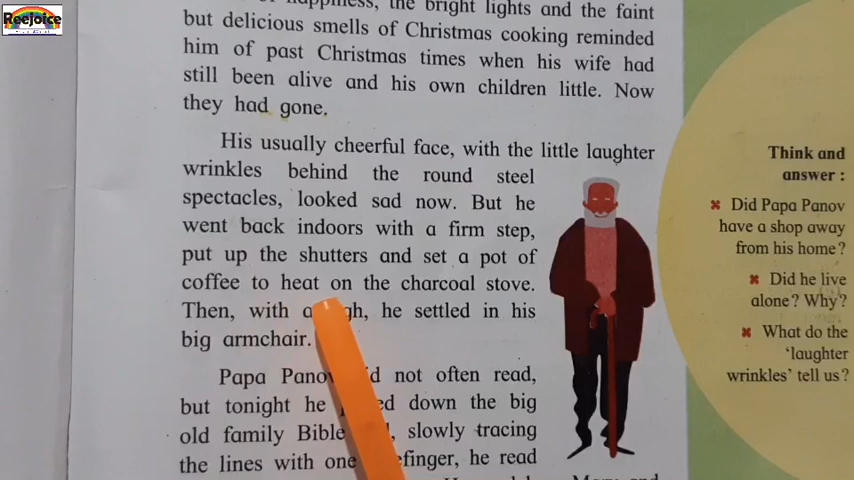 Reejoice
happiness, the bright lights and the faint
but delicious smells of Christmas cooking reminded
him of past Christmas times when his wife had
still been alive and his own children little. Now
they had gone.
His usually cheerful face, with the little laughter
wrinkles behind the round steel
spectacles, looked sad now. But he
went back indoors with a firm step,
put up the shutters and set a pot of
coffee to heat on the charcoal stove.
Then, with a he settled in his
big armchair.
Papa Panov not often read,
but tonight he down the big
old family Bible slowly tracing
the lines with one he read
Think and
answer :
Did Papa Panov
have a shop away
from his home?
Did he live
alone? Why?
What do the
'laughter
wrinkles' tell us?